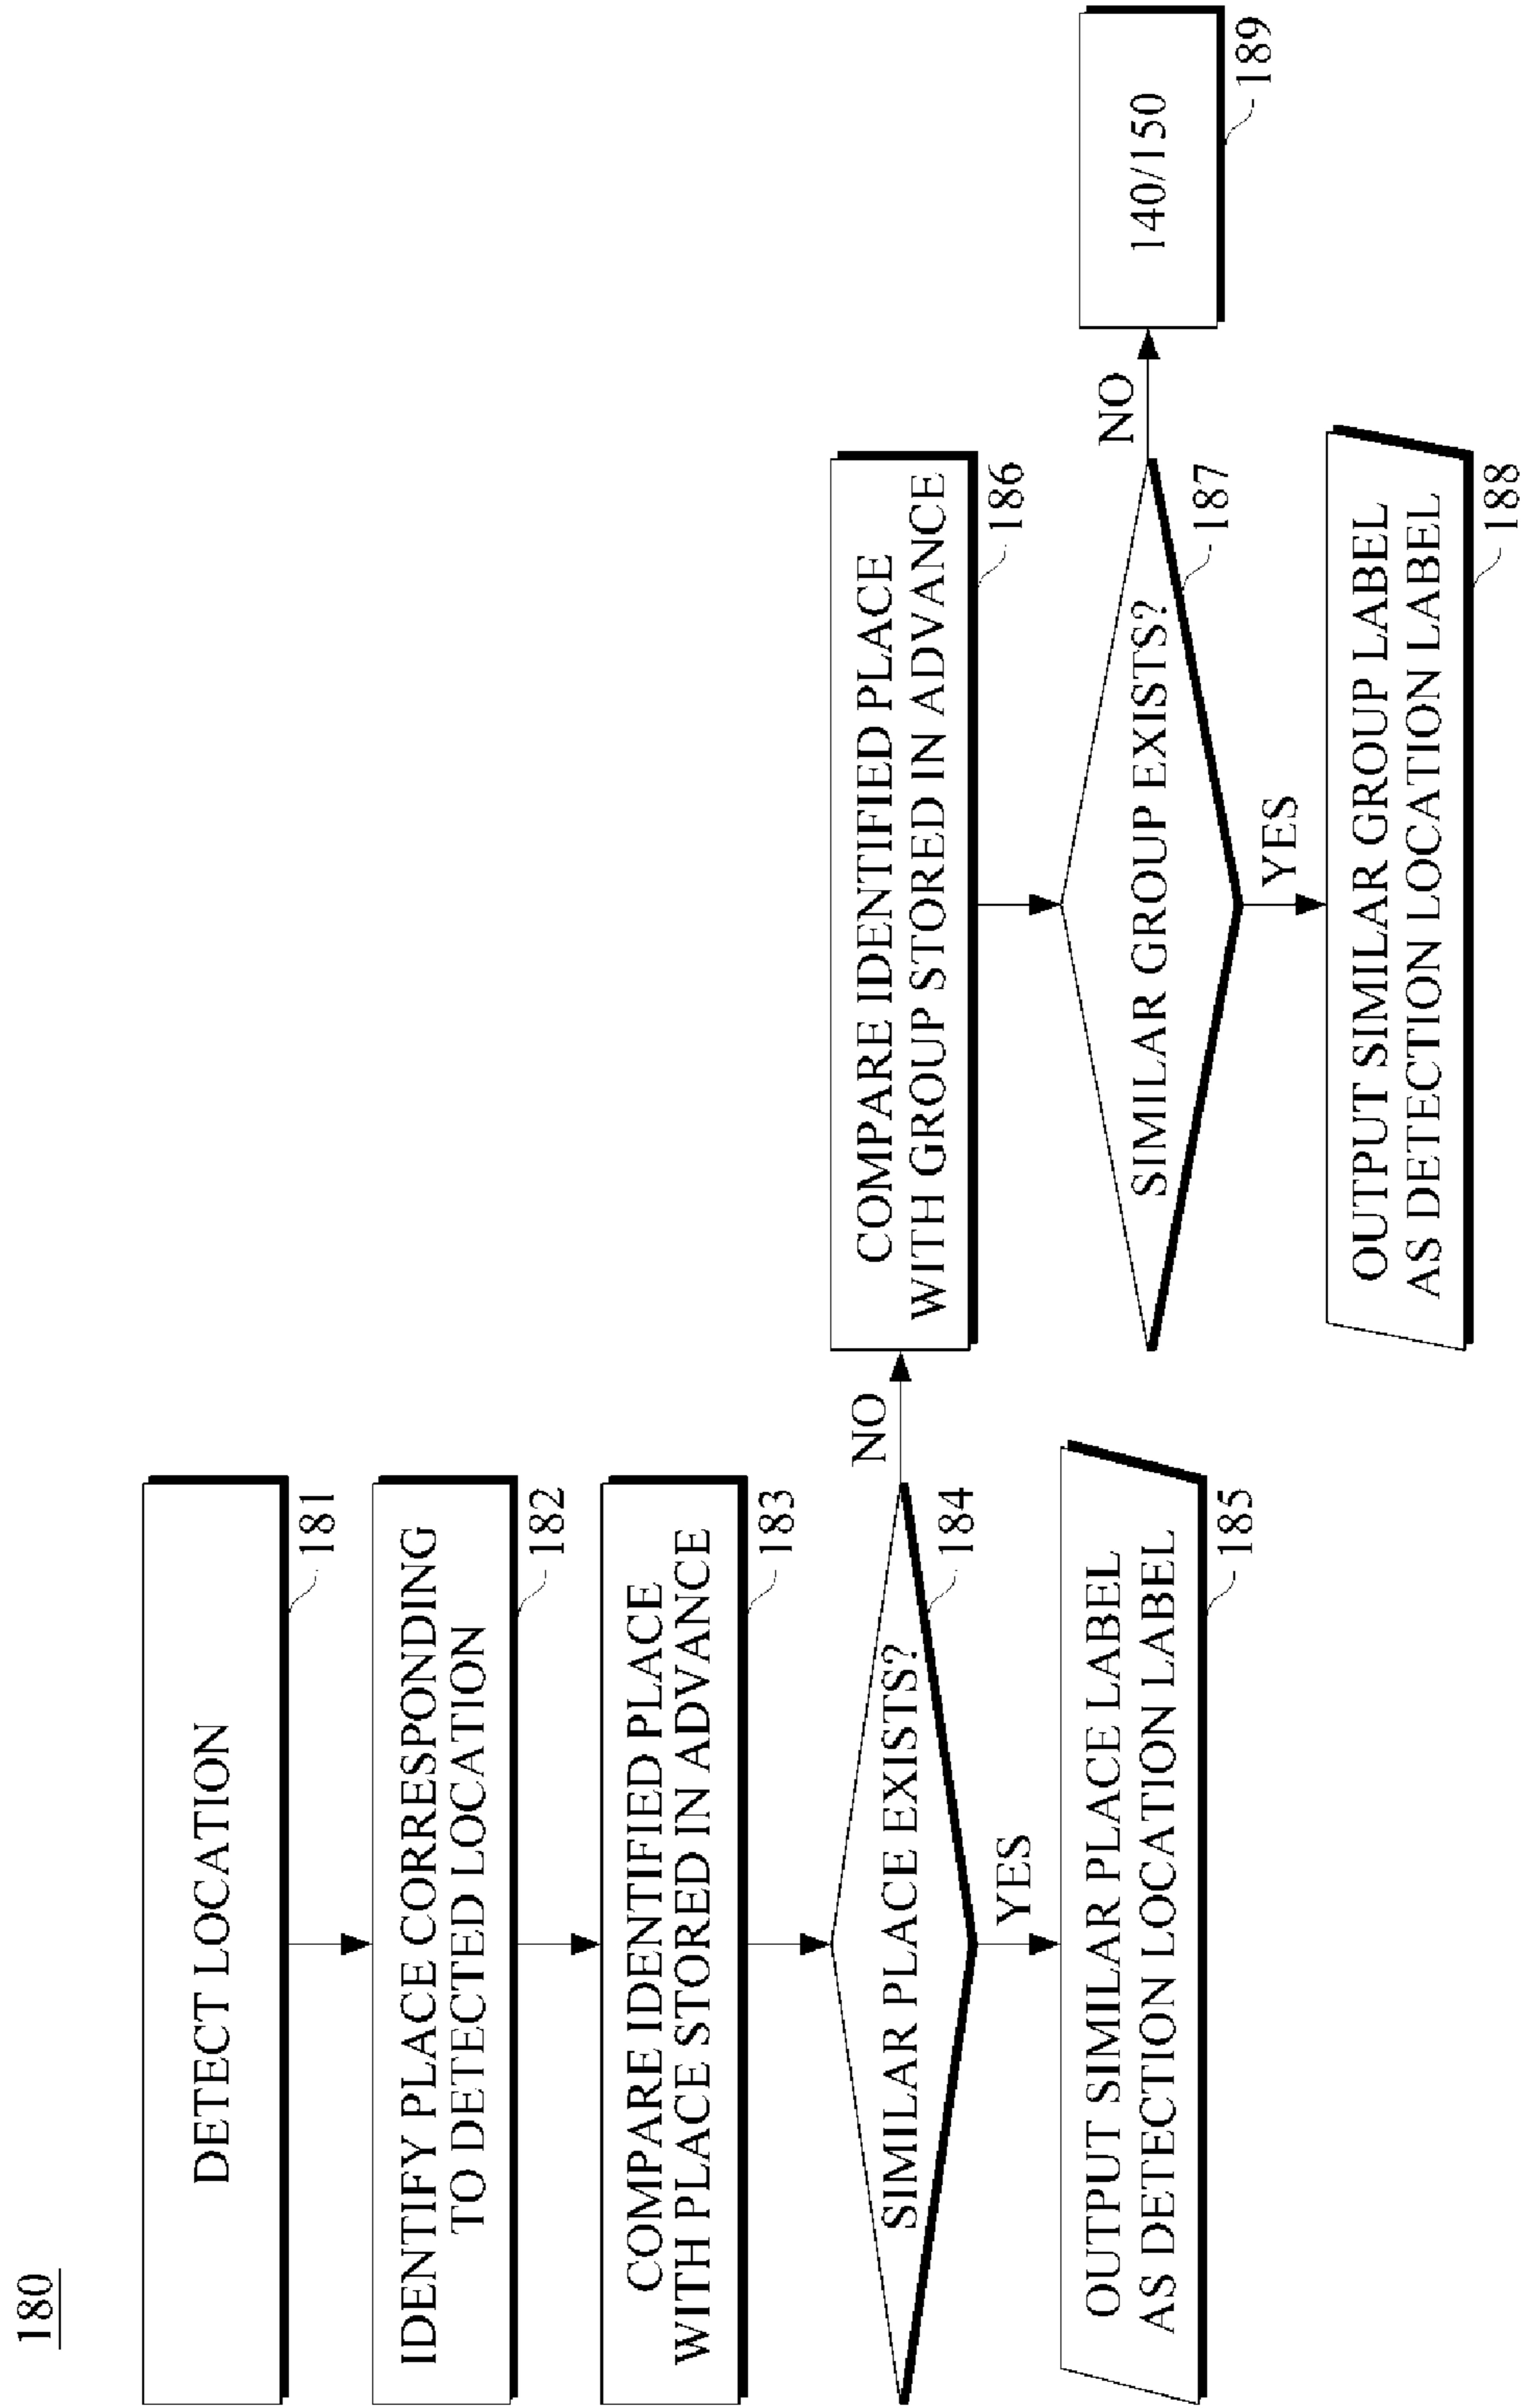 180
DETECT LOCATION
181
IDENTIFY PLACE CORRESPONDING
TO DETECTED LOCATION
182
COMPARE IDENTIFIED PLACE
WITH PLACE STORED IN ADVANCE
183
SIMILAR PLACE EXISTS?
184
NO
YES
OUTPUT SIMILAR PLACE LABEL
AS DETECTION LOCATION LABEL
185
COMPARE IDENTIFIED PLACE
WITH GROUP STORED IN ADVANCE
186
SIMILAR GROUP EXISTS?
187
NO
YES
OUTPUT SIMILAR GROUP LABEL
AS DETECTION LOCATION LABEL
188
140/150
189